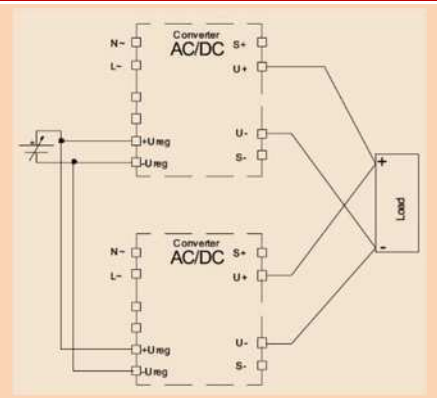 Converter
AC/DC
N~
S+
L~
U+
+Ureg
U-
-Ureg
S-
+
Load
-
Converter
AC/DC
N~
S+
L~
U+
+Ureg
U-
-Ureg
S-